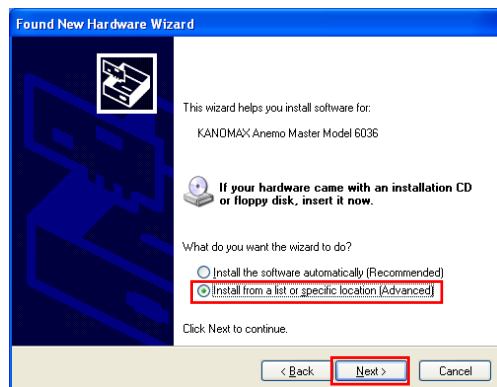 Found New Hardware Wizard
This wizard helps you install software for:
KANOMAX Anemo Master Model 6036
If your hardware came with an installation CD
or floppy disk, insert it now.
What do you want the wizard to do?
Install the software automatically (Recommended)
Install from a list or specific location (Advanced)
Click Next to continue.
< Back Next > Cancel